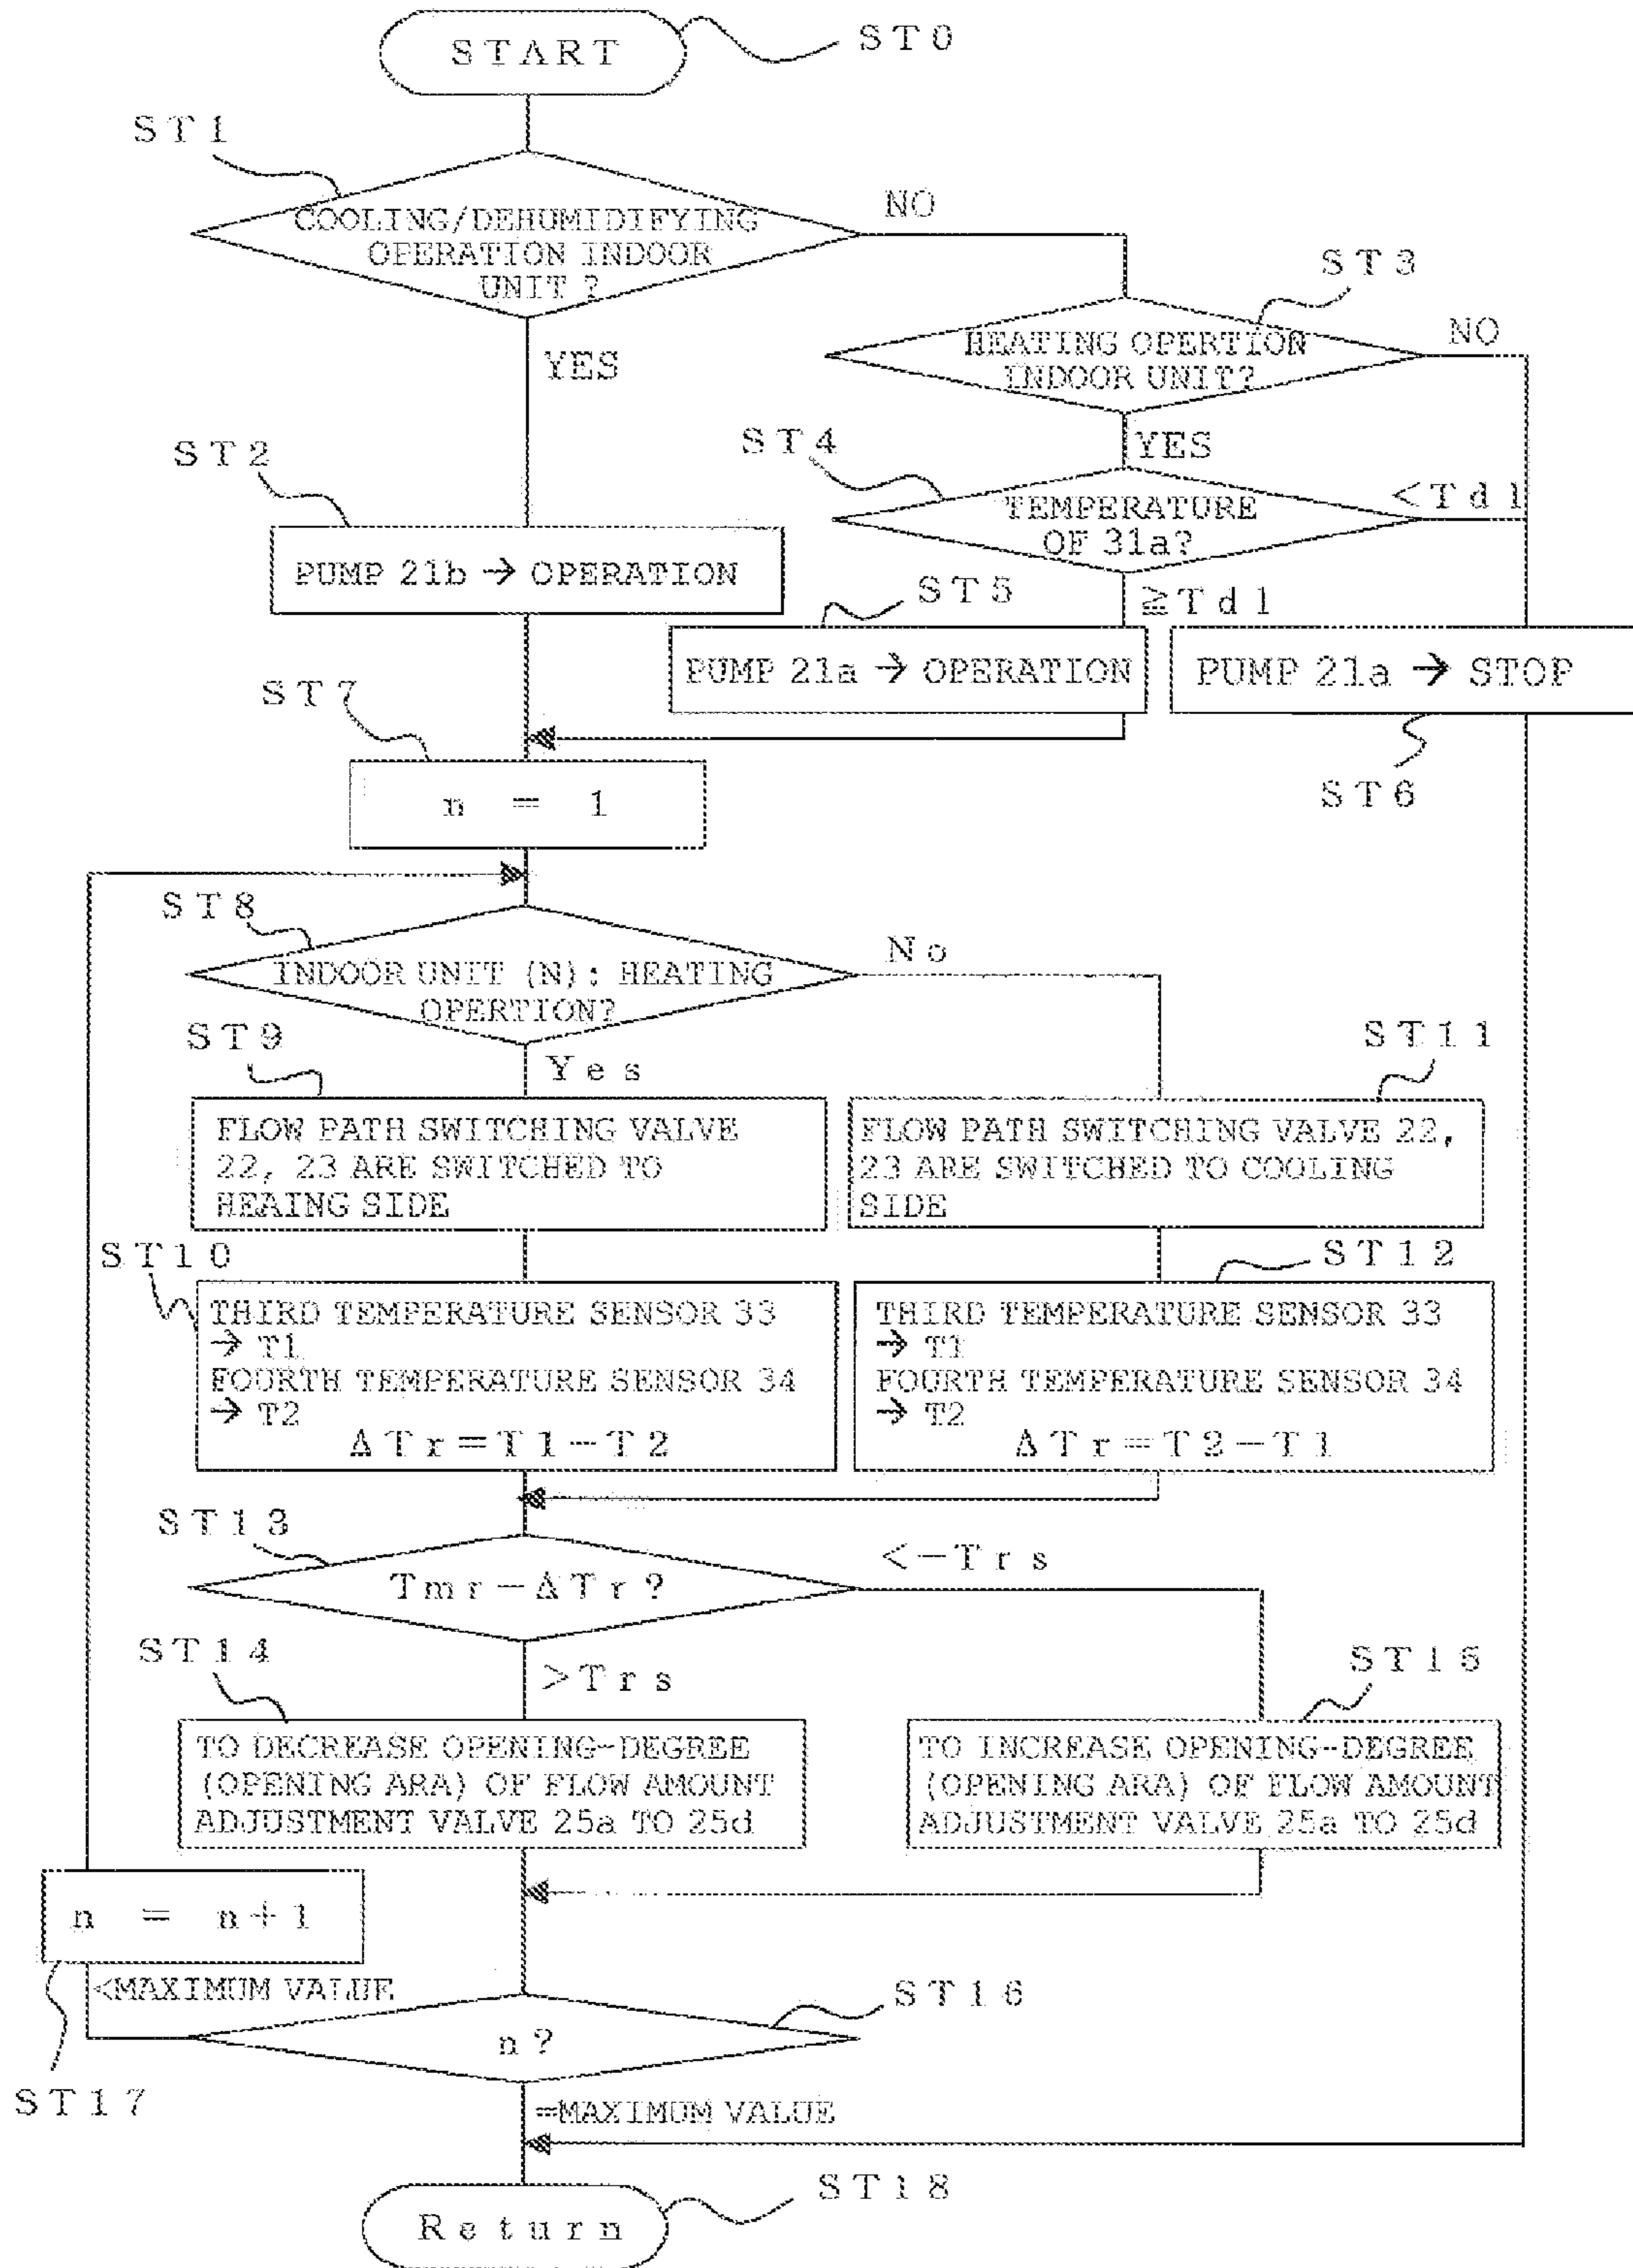 START
ST0
ST1
COOLING/DEHUMIDIFYING
OPERATION INDOOR
UNIT ?
NO
YES
ST3
HEATING OPERTION
INDOOR UNIT?
NO
YES
ST2
PUMP 21b → OPERATION
ST4
TEMPERATURE
OF 31a?
<Td1
≧Td1
ST5
PUMP 21a → OPERATION
PUMP 21a → STOP
ST6
ST7
n = 1
ST8
INDOOR UNIT (N): HEATING
OPERTION?
No
Yes
ST9
FLOW PATH SWITCHING VALVE
22, 23 ARE SWITCHED TO
HEAING SIDE
ST11
FLOW PATH SWITCHING VALVE 22,
23 ARE SWITCHED TO COOLING
SIDE
ST10
THIRD TEMPERATURE SENSOR 33
→ T1
FOURTH TEMPERATURE SENSOR 34
→ T2
ΔTr=T1-T2
ST12
THIRD TEMPERATURE SENSOR 33
→ T1
FOURTH TEMPERATURE SENSOR 34
→ T2
ΔTr=T2-T1
ST13
Tmr-ΔTr?
<-Trs
>Trs
ST14
TO DECREASE OPENING-DEGREE
(OPENING ARA) OF FLOW AMOUNT
ADJUSTMENT VALVE 25a TO 25d
ST15
TO INCREASE OPENING-DEGREE
(OPENING ARA) OF FLOW AMOUNT
ADJUSTMENT VALVE 25a TO 25d
n = n+1
<MAXIMUM VALUE
ST17
n?
ST16
=MAXIMUM VALUE
Return
ST18